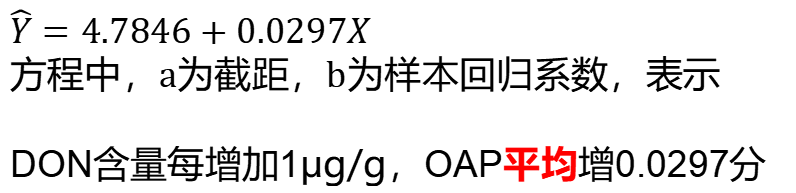 Ŷ = 4.7846 + 0.0297X
方程中，a为截距，b为样本回归系数，表示
DON含量每增加1μg/g，OAP平均增0.0297分